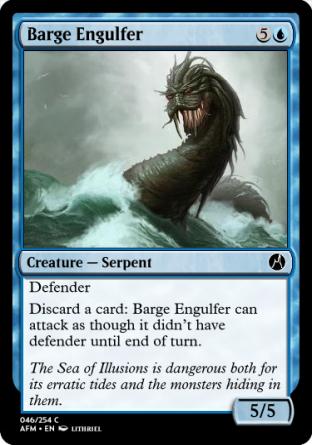 Barge Engulfer 5
Creature — Serpent
Defender
Discard a card: Barge Engulfer can
attack as though it didn't have
defender until end of turn.
The Sea of Illusions is dangerous both for
its erratic tides and the monsters hiding in
them.
5/5
046/254 C
AFM • EN LITHRIEL